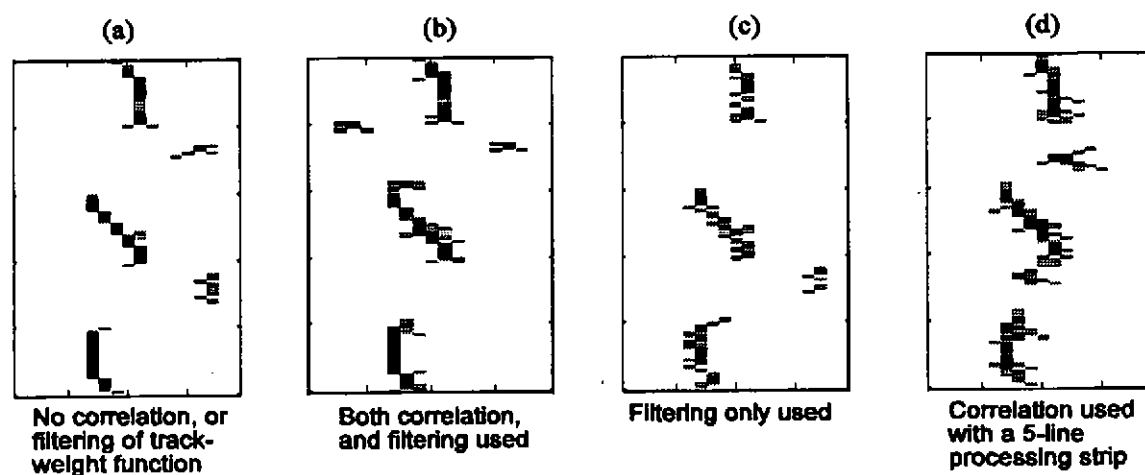 (a)
(b)
(c)
(d)
No correlation, or
filtering of track-
weight function
Both correlation,
and filtering used
Filtering only used
Correlation used
with a 5-line
processing strip